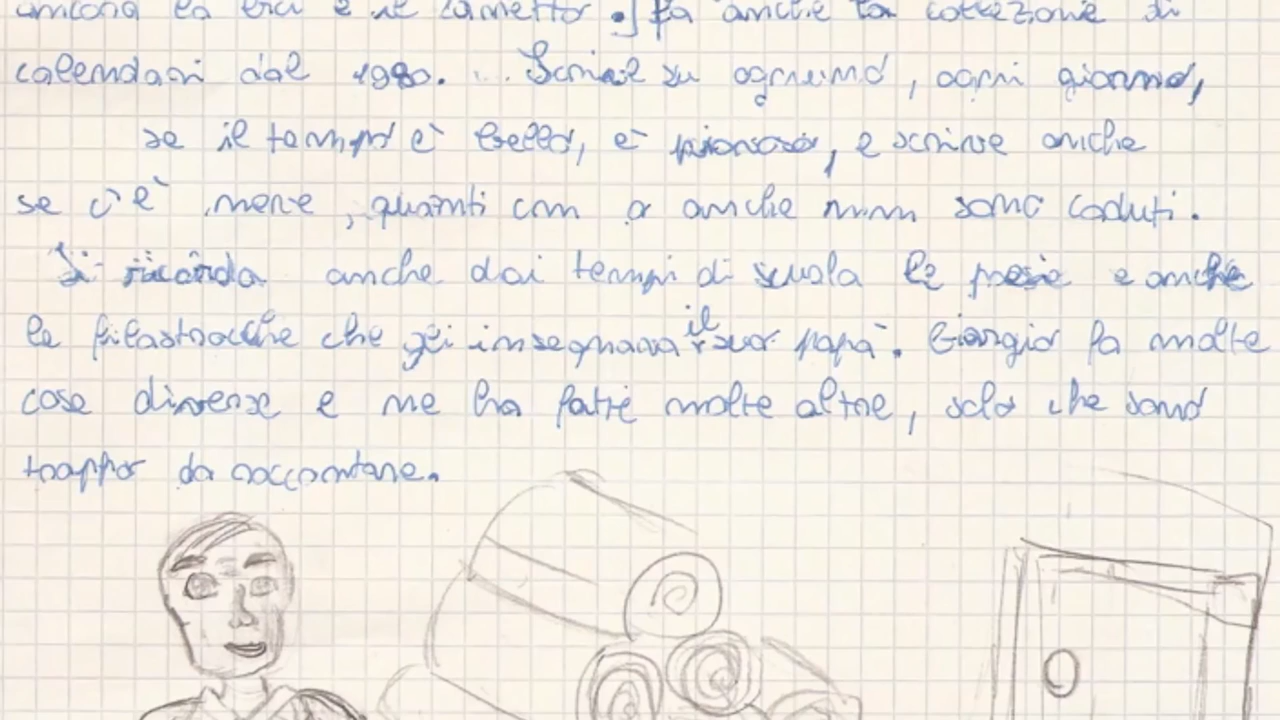 ancora la bici e il carretto. Fa anche la collezione di
calendari dal 1980. ... Scrive su ognuno, ogni giorno,
se il tempo è bello, è piovoso, e scrive anche
se c'è neve, quanti cm o anche mm sono caduti.
Si ricorda anche dai tempi di scuola le poesie e anche
le filastrocche che gli insegnava il suo papà. Giorgio fa molte
cose diverse e ne ha fatte molte altre, solo che sono
troppo da raccontare.